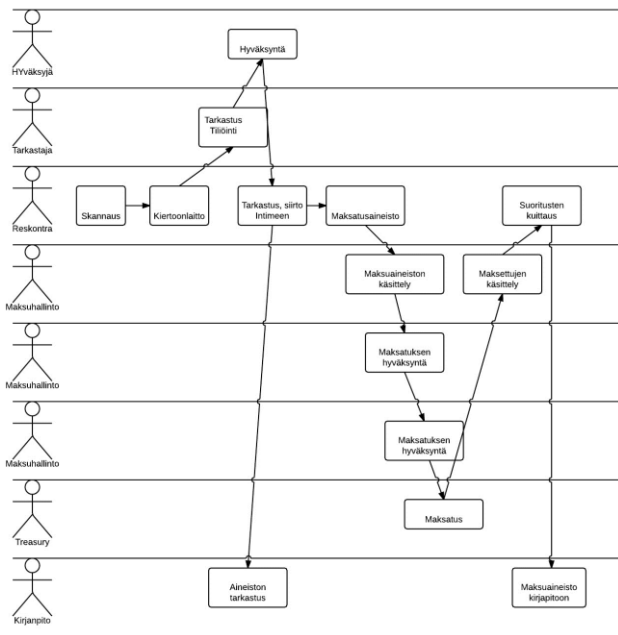 Hyväksyntä
HYväksyjä
Tarkastus
Tiliöinti
Tarkastaja
Skannaus
Kiertoonlaitto
Tarkastus, siirto
Intimeen
Maksatusaineisto
Suoritusten
kuittaus
Reskontra
Maksuaineiston
käsittely
Maksettujen
käsittely
Maksuhallinto
Maksatuksen
hyväksyntä
Maksuhallinto
Maksatuksen
hyväksyntä
Maksuhallinto
Maksatus
Treasury
Aineiston
tarkastus
Maksuaineisto
kirjapitoon
Kirjanpito